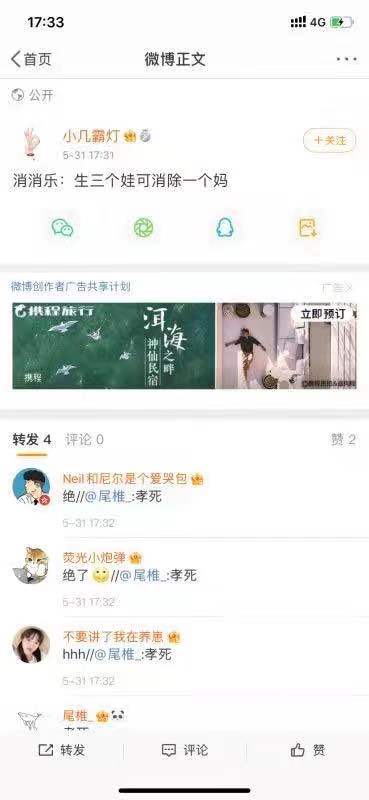 17:33
4G
首页
微博正文
公开
小几霸灯
+关注
5-31 17:31
消消乐：生三个娃可消除一个妈
微博创作者广告共享计划
广告
携程旅行
洱海之畔
神仙民宿
携程
立即预订
转发 4
评论 0
赞 2
Neil和尼尔是个爱哭包
绝//@尾椎_:孝死
5-31 17:32
荧光小炮弹
绝了 //@尾椎_:孝死
5-31 17:32
不要讲了我在养崽
hhh//@尾椎_:孝死
5-31 17:32
尾椎_
转发
评论
赞